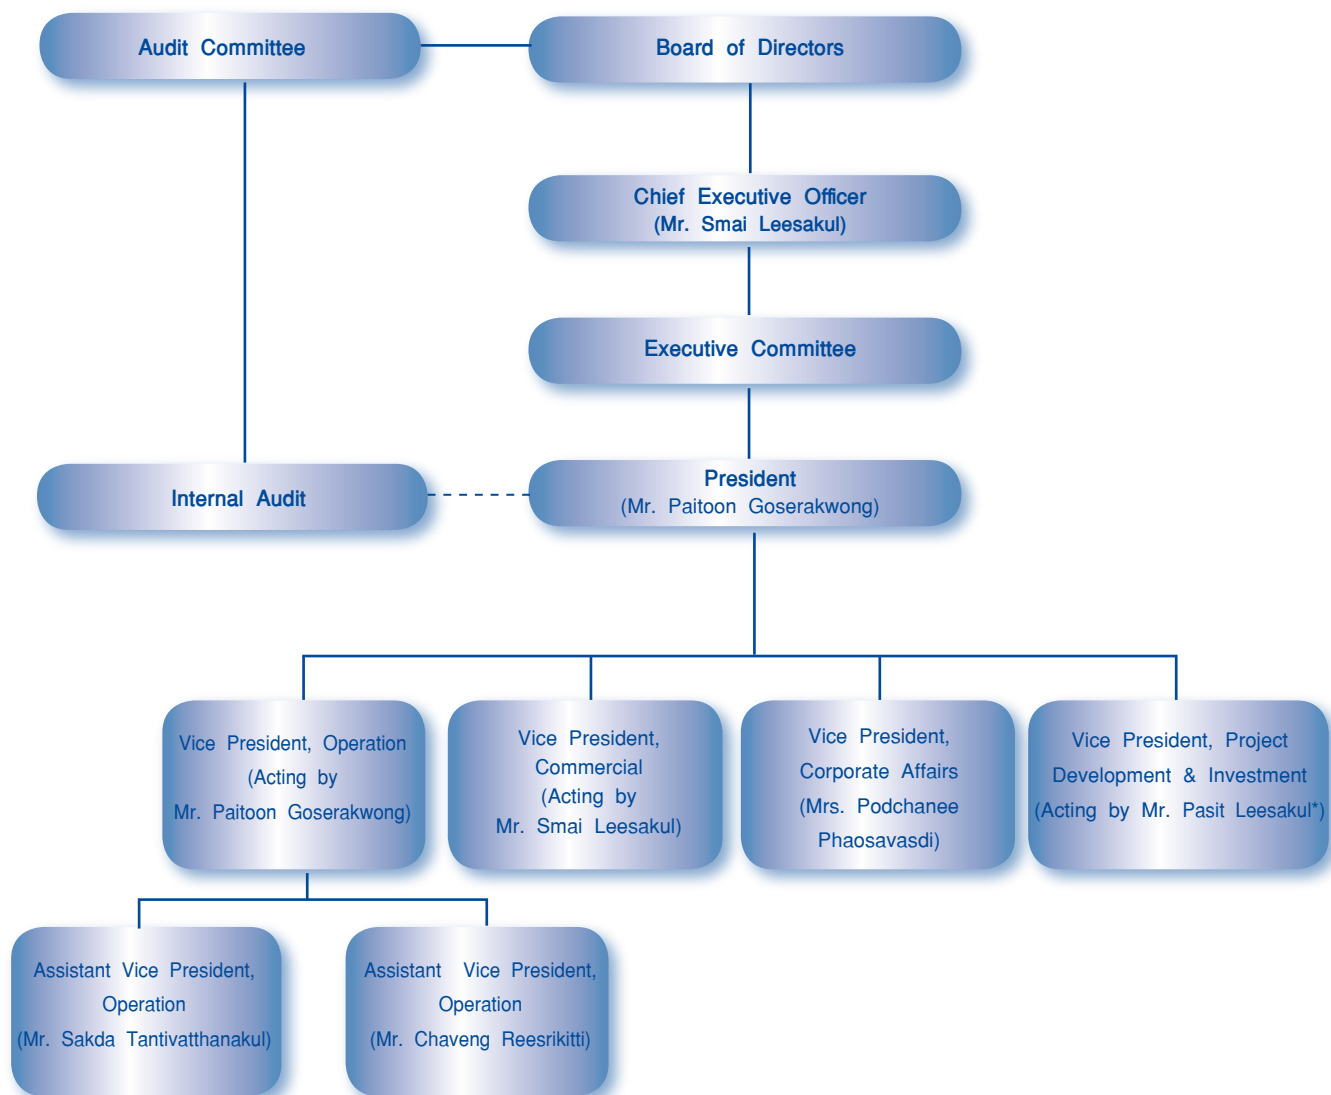 Audit Committee
Board of Directors
Chief Executive Officer
(Mr. Smai Leesakul)
Executive Committee
Internal Audit
President
(Mr. Paitoon Goserakwong)
Vice President, Operation
(Acting by
Mr. Paitoon Goserakwong)
Vice President,
Commercial
(Acting by
Mr. Smai Leesakul)
Vice President,
Corporate Affairs
(Mrs. Podchanee
Phaosavasdi)
Vice President, Project
Development & Investment
(Acting by Mr. Pasit Leesakul*)
Assistant Vice President,
Operation
(Mr. Sakda Tantivatthanakul)
Assistant Vice President,
Operation
(Mr. Chaveng Reesrikitti)